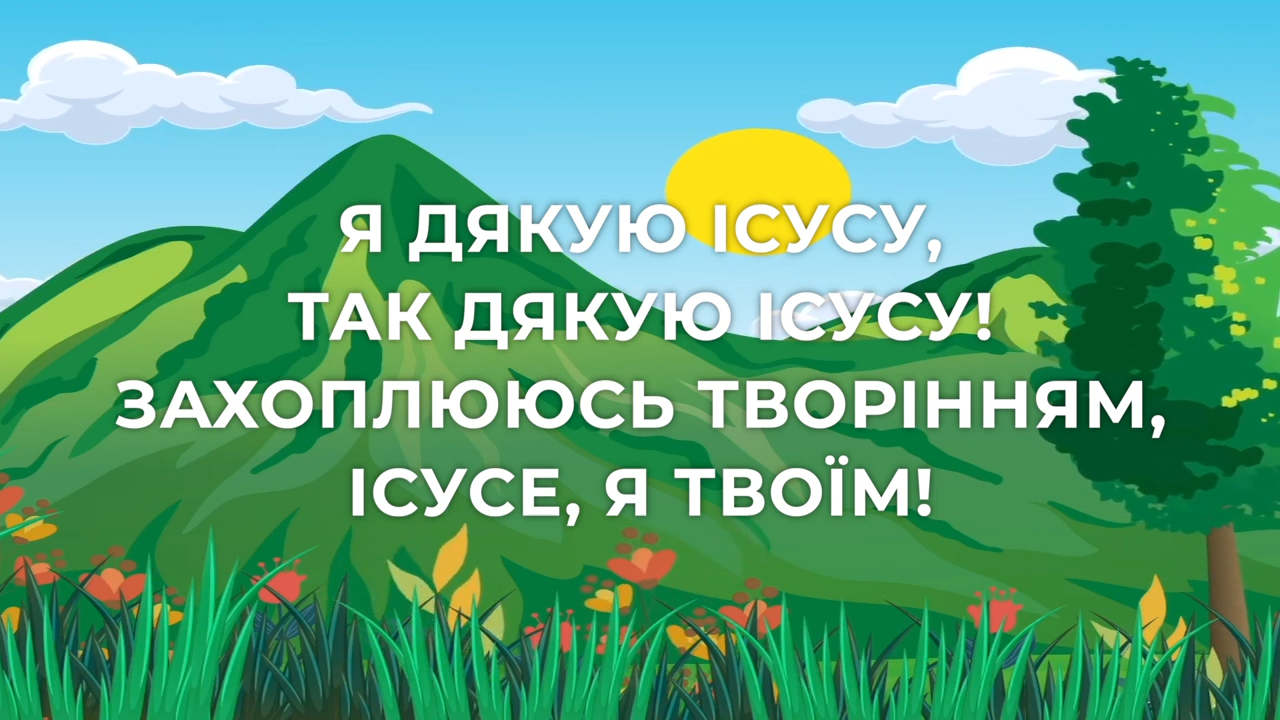 Я ДЯКУЮ ІСУСУ,
ТАК ДЯКУЮ ІСУСУ!
ЗАХОПЛЮЮСЬ ТВОРІННЯМ,
ІСУСЕ, Я ТВОЇМ!